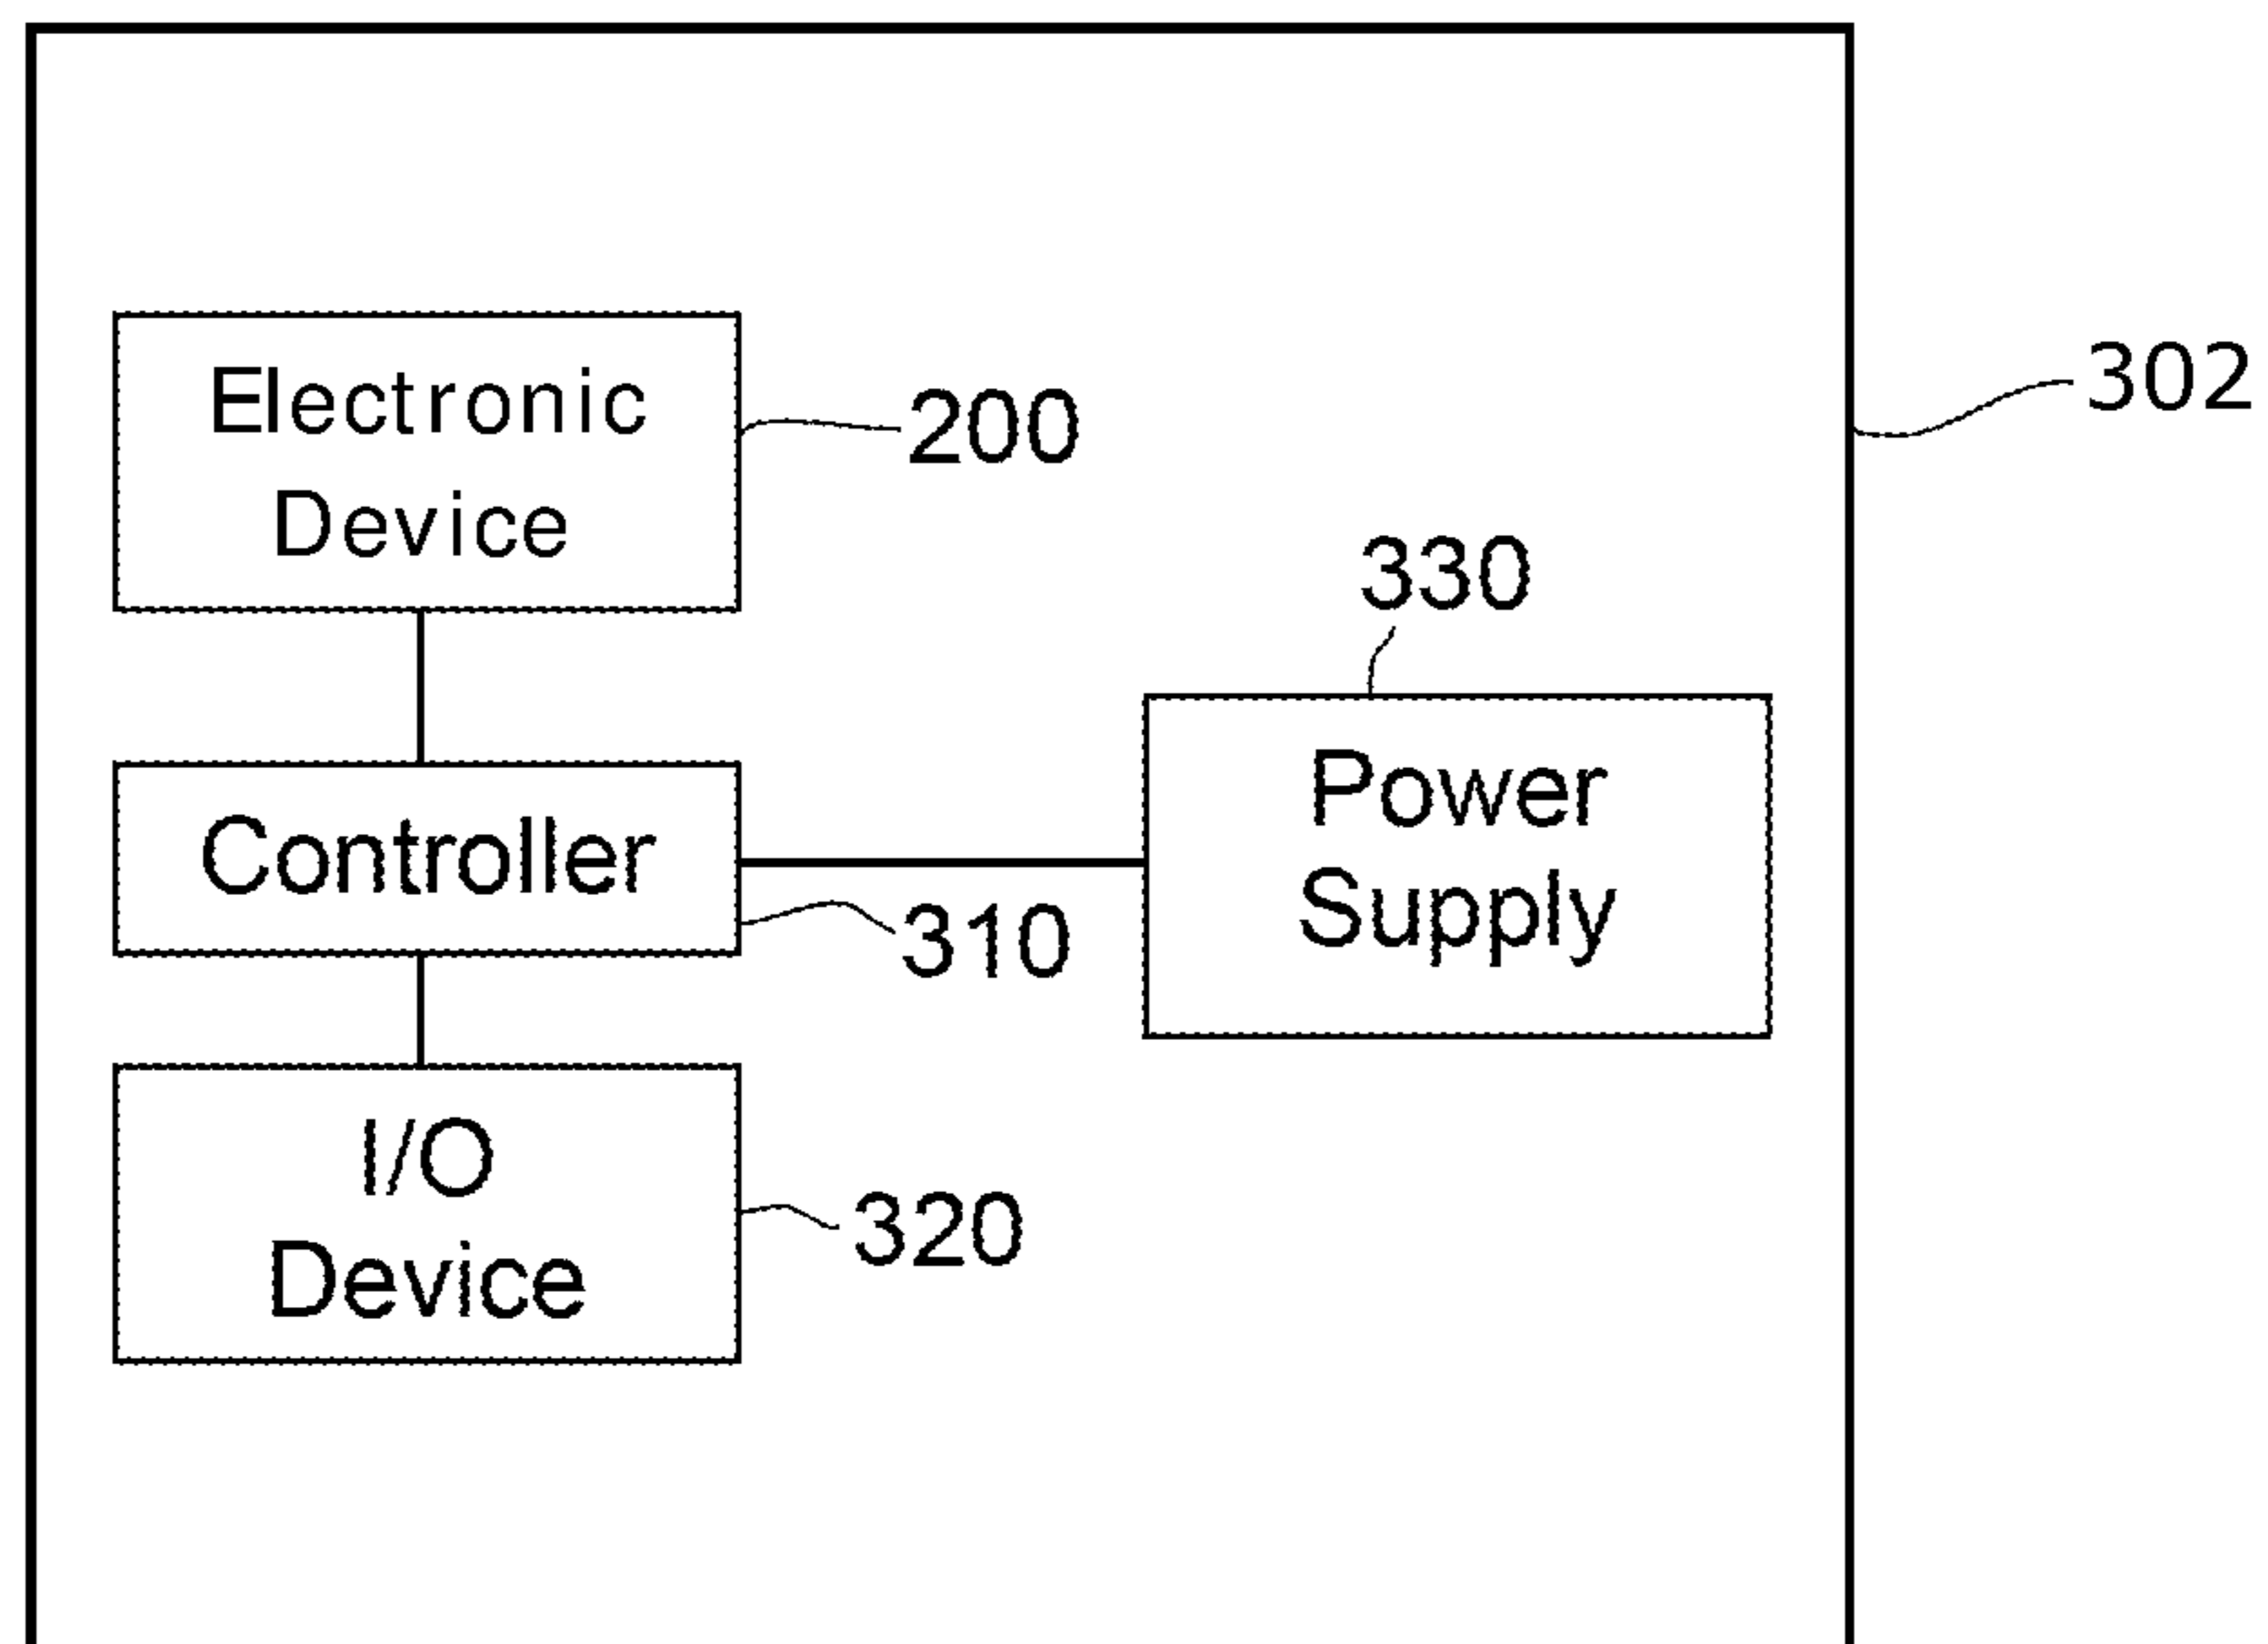 Electronic
Device
200
302
330
Power
Supply
Controller
310
I/O
Device
320